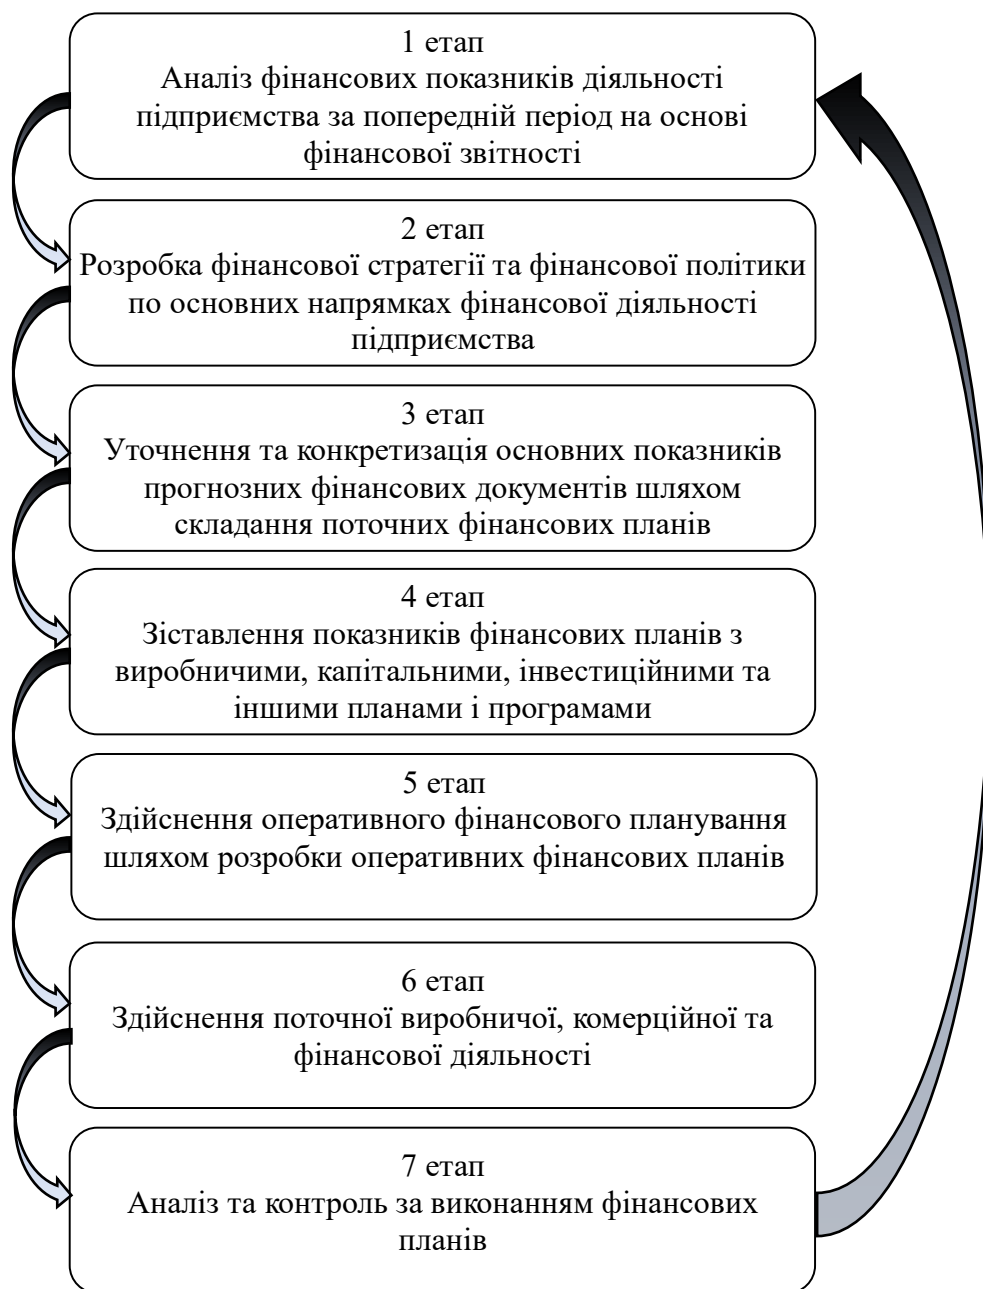 1 етап
Аналіз фінансових показників діяльності
підприємства за попередній період на основі
фінансової звітності
2 етап
Розробка фінансової стратегії та фінансової політики
по основних напрямках фінансової діяльності
підприємства
3 етап
Уточнення та конкретизація основних показників
прогнозних фінансових документів шляхом
складання поточних фінансових планів
4 етап
Зіставлення показників фінансових планів з
виробничими, капітальними, інвестиційними та
іншими планами і програмами
5 етап
Здійснення оперативного фінансового планування
шляхом розробки оперативних фінансових планів
6 етап
Здійснення поточної виробничої, комерційної та
фінансової діяльності
7 етап
Аналіз та контроль за виконанням фінансових
планів